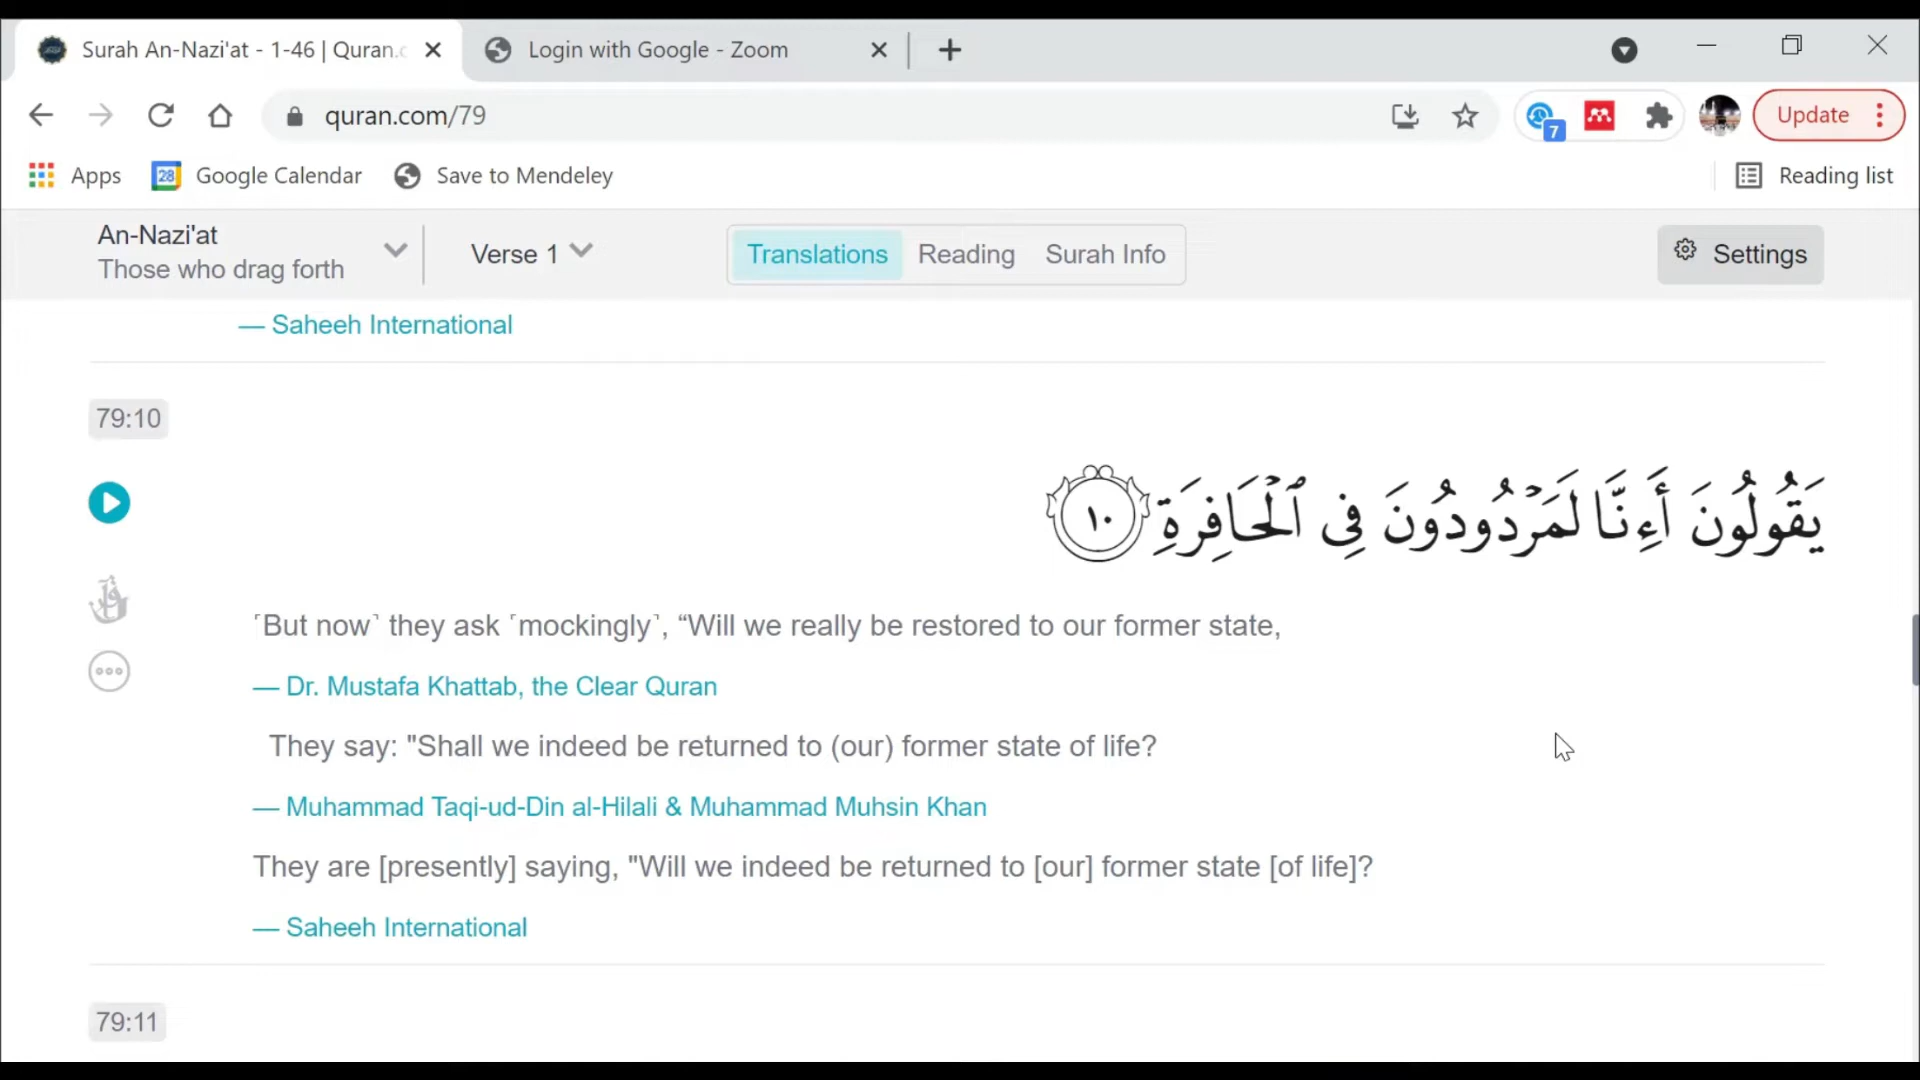 Surah An-Nazi'at - 1-46 | Quran.c
Login with Google - Zoom
quran.com/79
7
Update
Apps
28
Google Calendar
Save to Mendeley
Reading list
An-Nazi'at
Those who drag forth
Verse 1
Translations
Reading
Surah Info
Settings
— Saheeh International
79:10
يَقُولُونَ أَءِنَّا لَمَرۡدُودُونَ فِى ٱلۡحَافِرَةِ ١٠
˹But now˺ they ask ˹mockingly˺, “Will we really be restored to our former state,
— Dr. Mustafa Khattab, the Clear Quran
They say: "Shall we indeed be returned to (our) former state of life?
— Muhammad Taqi-ud-Din al-Hilali & Muhammad Muhsin Khan
They are [presently] saying, "Will we indeed be returned to [our] former state [of life]?
— Saheeh International
79:11